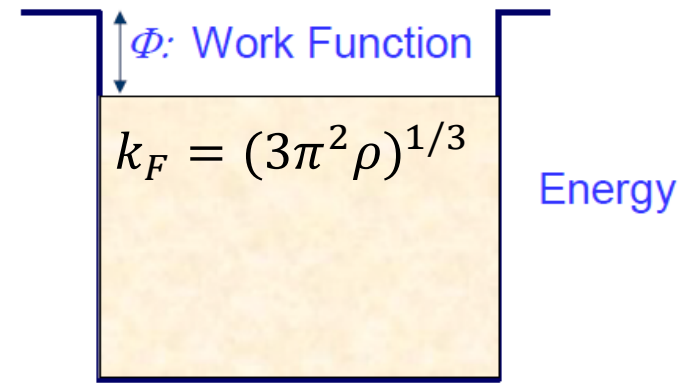 Φ: Work Function
k_F = (3π²ρ)^{1/3}
Energy